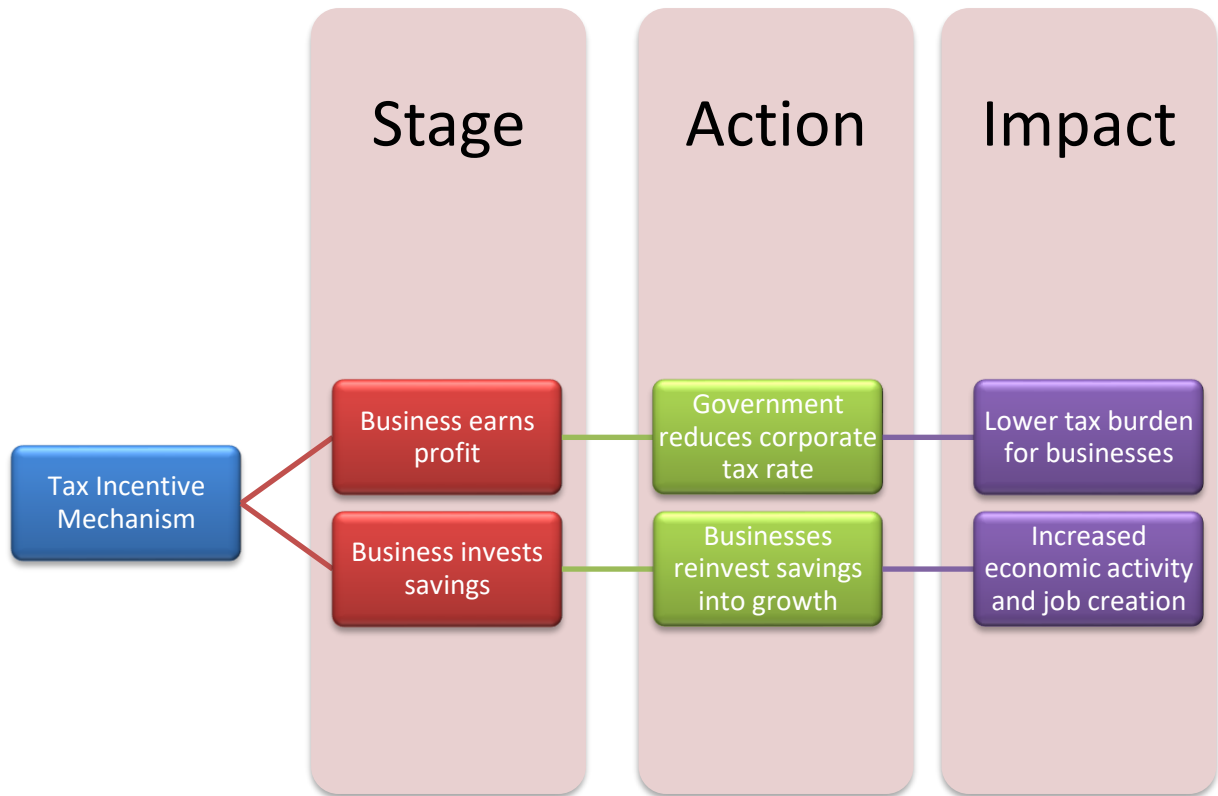 Stage
Action
Impact
Tax Incentive
Mechanism
Business earns
profit
Government
reduces corporate
tax rate
Lower tax burden
for businesses
Business invests
savings
Businesses
reinvest savings
into growth
Increased
economic activity
and job creation